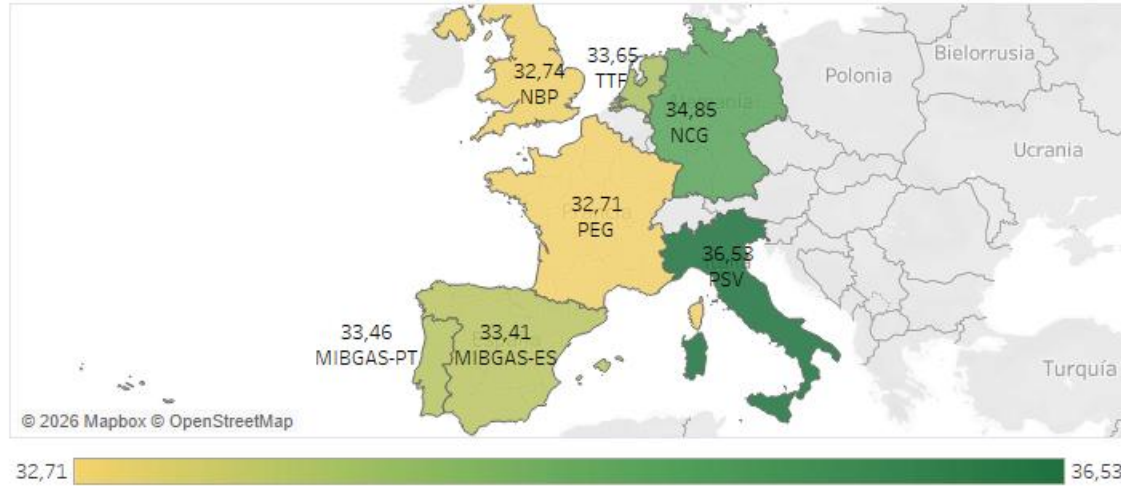 Bielorrusia
Polonia
Ucrania
Turquía
32,74
NBP
33,65
TTF
34,85
NCG
32,71
PEG
36,53
PSV
33,46
MIBGAS-PT
33,41
MIBGAS-ES
© 2026 Mapbox © OpenStreetMap
32,71
36,53